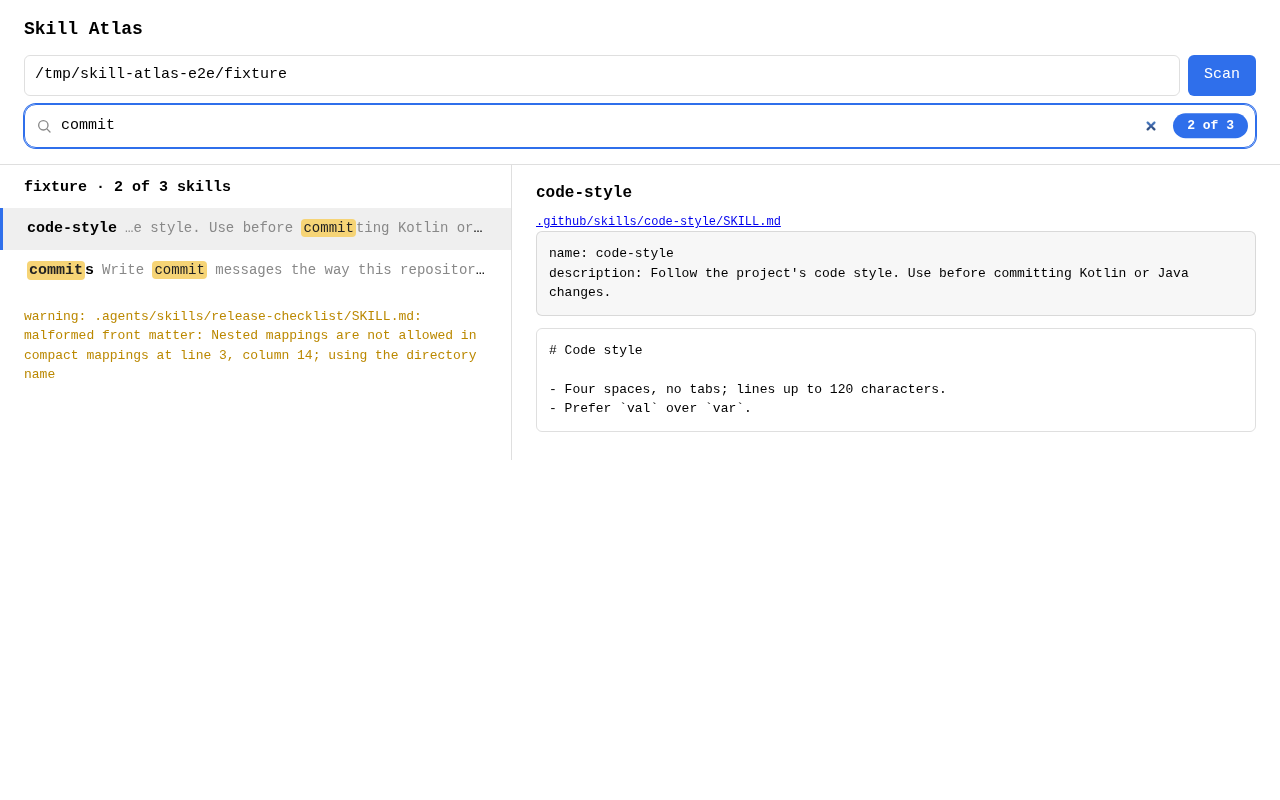 Skill Atlas
/tmp/skill-atlas-e2e/fixture
Scan
commit
×
2 of 3
fixture · 2 of 3 skills
code-style …e style. Use before committing Kotlin or…
commits Write commit messages the way this repositor…
warning: .agents/skills/release-checklist/SKILL.md:
malformed front matter: Nested mappings are not allowed in
compact mappings at line 3, column 14; using the directory
name
code-style
.github/skills/code-style/SKILL.md
name: code-style
description: Follow the project's code style. Use before committing Kotlin or Java
changes.
# Code style
- Four spaces, no tabs; lines up to 120 characters.
- Prefer `val` over `var`.